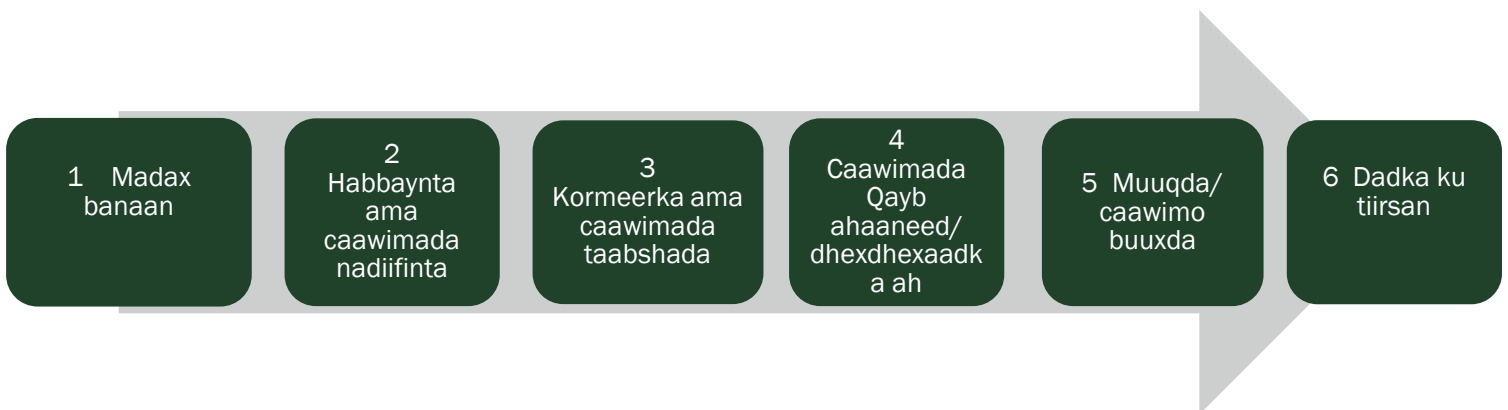 1 Madax
banaan
2
Habbaynta
ama
caawimada
nadiifinta
3
Kormeerka ama
caawimada
taabshada
4
Caawimada
Qayb
ahaaneed/
dhexdhexaadk
a ah
5 Muuqda/
caawimo
buuxda
6 Dadka ku
tiirsan